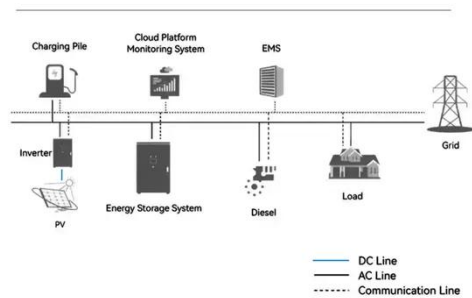 Cloud Platform
Monitoring System
Charging Pile
EMS
Grid
Inverter
Energy Storage System
Diesel
Load
PV
DC Line
AC Line
Communication Line